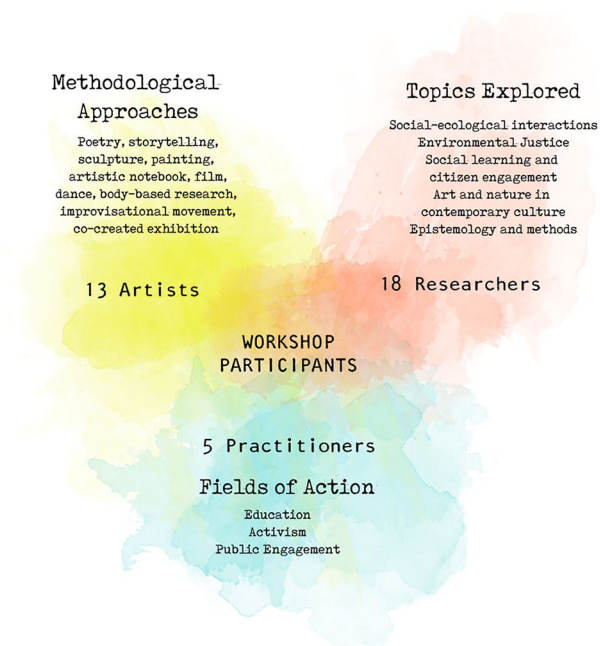 Methodological
Approaches
Poetry, storytelling,
sculpture, painting,
artistic notebook, film,
dance, body-based research,
improvisational movement,
co-created exhibition
13 Artists
Topics Explored
Social-ecological interactions
Environmental Justice
Social learning and
citizen engagement
Art and nature in
contemporary culture
Epistemology and methods
18 Researchers
WORKSHOP
PARTICIPANTS
5 Practitioners
Fields of Action
Education
Activism
Public Engagement